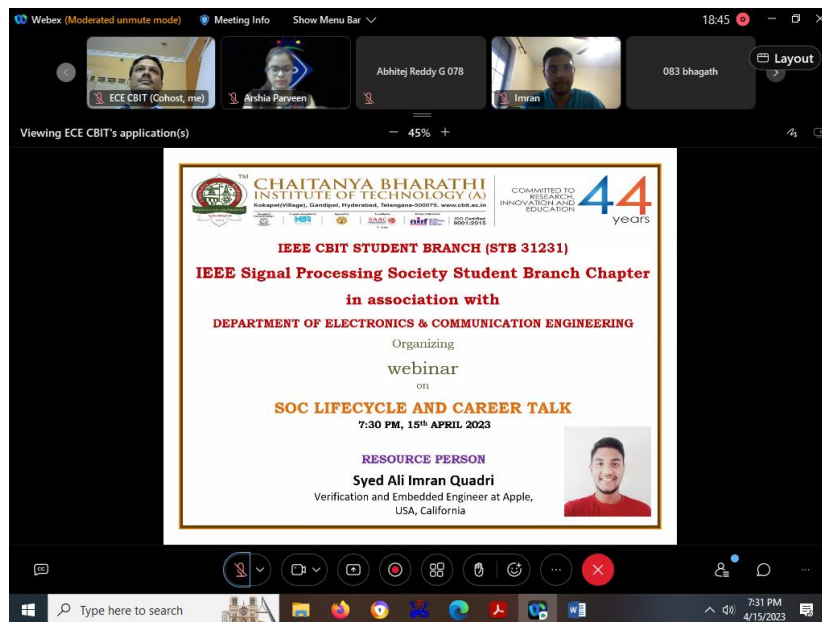 Webex (Moderated unmute mode) Meeting Info Show Menu Bar 18:45
Layout
ECE CBIT (Cohost, me)
Arshia Parveen
Abhitej Reddy G 078
Imran
083 bhagath
Viewing ECE CBIT's application(s) − 45% +
TM
CHAITANYA BHARATHI
INSTITUTE OF TECHNOLOGY (A)
Kokapet(Village), Gandipet, Hyderabad, Telangana-500075, www.cbit.ac.in
COMMITTED TO
RESEARCH,
INNOVATION AND
EDUCATION
44
years
ISO Certified
9001:2015
IEEE CBIT STUDENT BRANCH (STB 31231)
IEEE Signal Processing Society Student Branch Chapter
in association with
DEPARTMENT OF ELECTRONICS & COMMUNICATION ENGINEERING
Organizing
webinar
on
SOC LIFECYCLE AND CAREER TALK
7:30 PM, 15th APRIL 2023
RESOURCE PERSON
Syed Ali Imran Quadri
Verification and Embedded Engineer at Apple,
USA, California
Type here to search
7:31 PM
4/15/2023